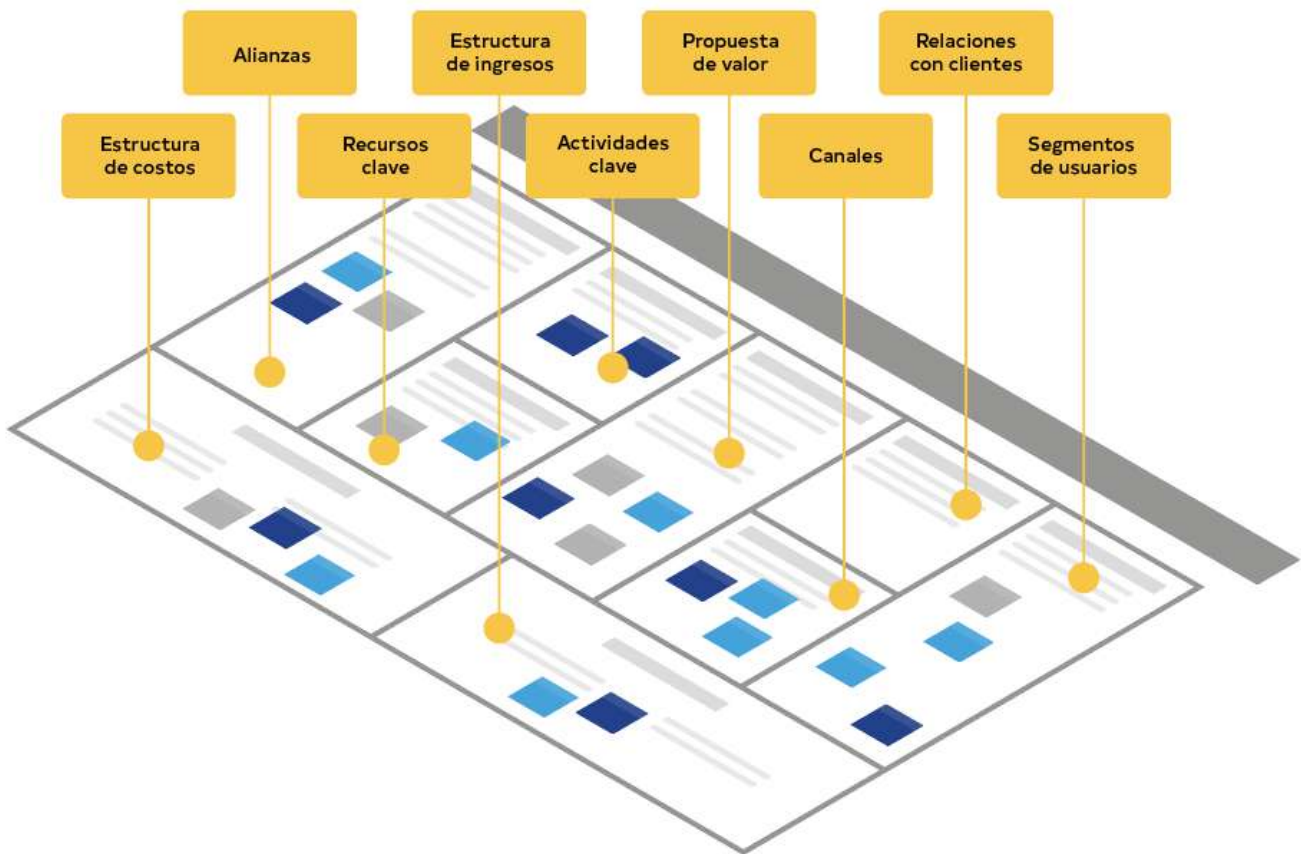 Alianzas
Estructura
de ingresos
Propuesta
de valor
Relaciones
con clientes
Estructura
de costos
Recursos
clave
Actividades
clave
Canales
Segmentos
de usuarios